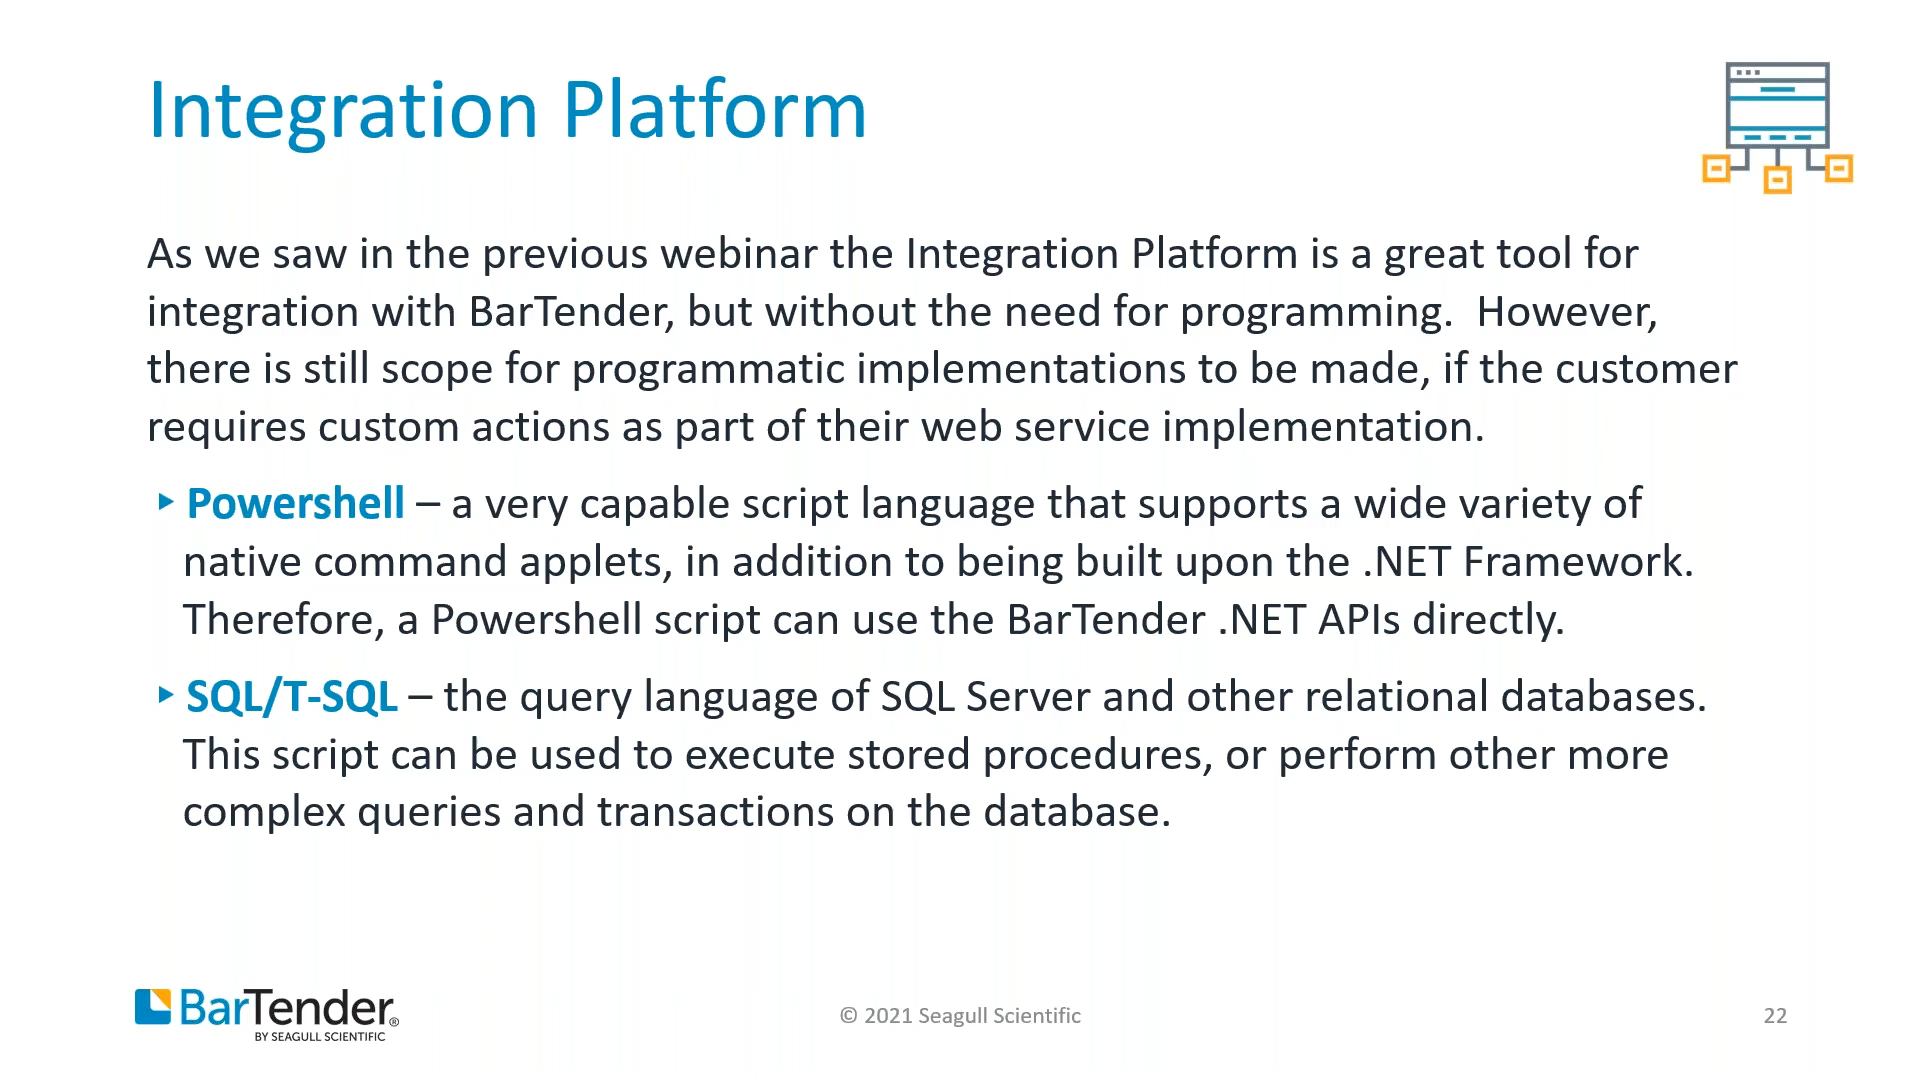 Integration Platform
As we saw in the previous webinar the Integration Platform is a great tool for
integration with BarTender, but without the need for programming.  However,
there is still scope for programmatic implementations to be made, if the customer
requires custom actions as part of their web service implementation.
▸ Powershell – a very capable script language that supports a wide variety of
native command applets, in addition to being built upon the .NET Framework.
Therefore, a Powershell script can use the BarTender .NET APIs directly.
▸ SQL/T-SQL – the query language of SQL Server and other relational databases.
This script can be used to execute stored procedures, or perform other more
complex queries and transactions on the database.
BarTender®
BY SEAGULL SCIENTIFIC
© 2021 Seagull Scientific
22